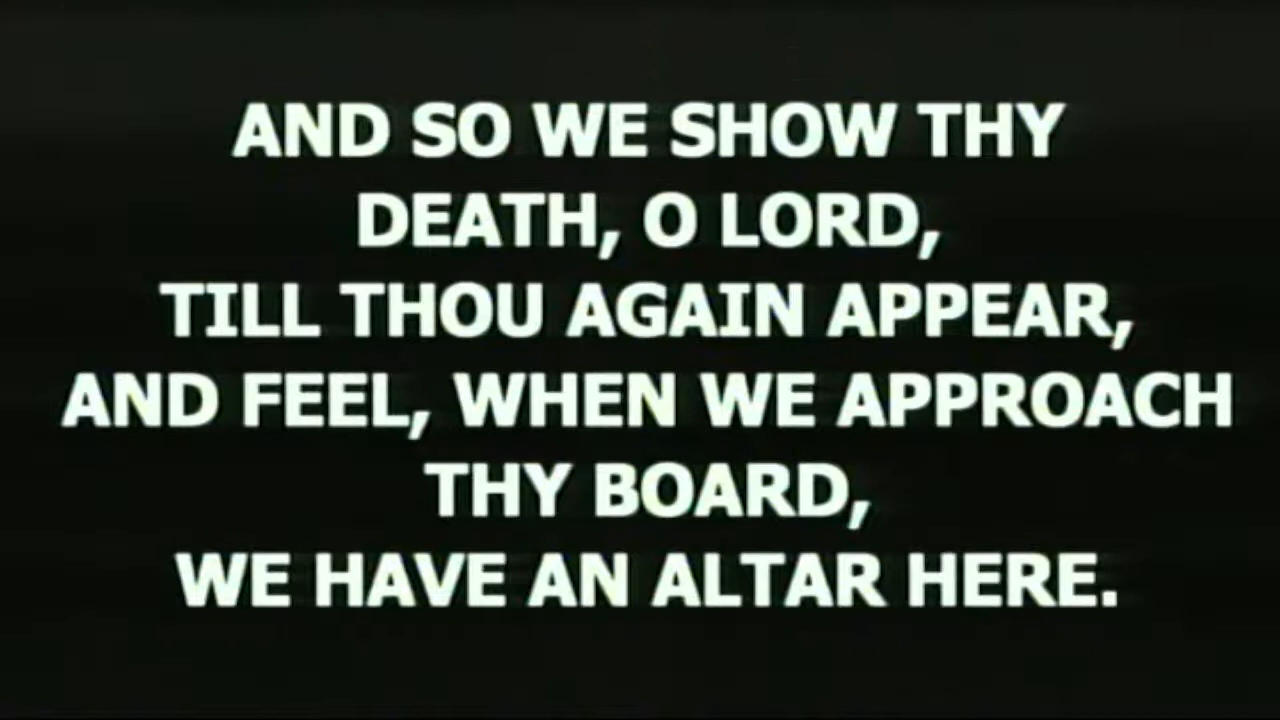 AND SO WE SHOW THY
DEATH, O LORD,
TILL THOU AGAIN APPEAR,
AND FEEL, WHEN WE APPROACH
THY BOARD,
WE HAVE AN ALTAR HERE.